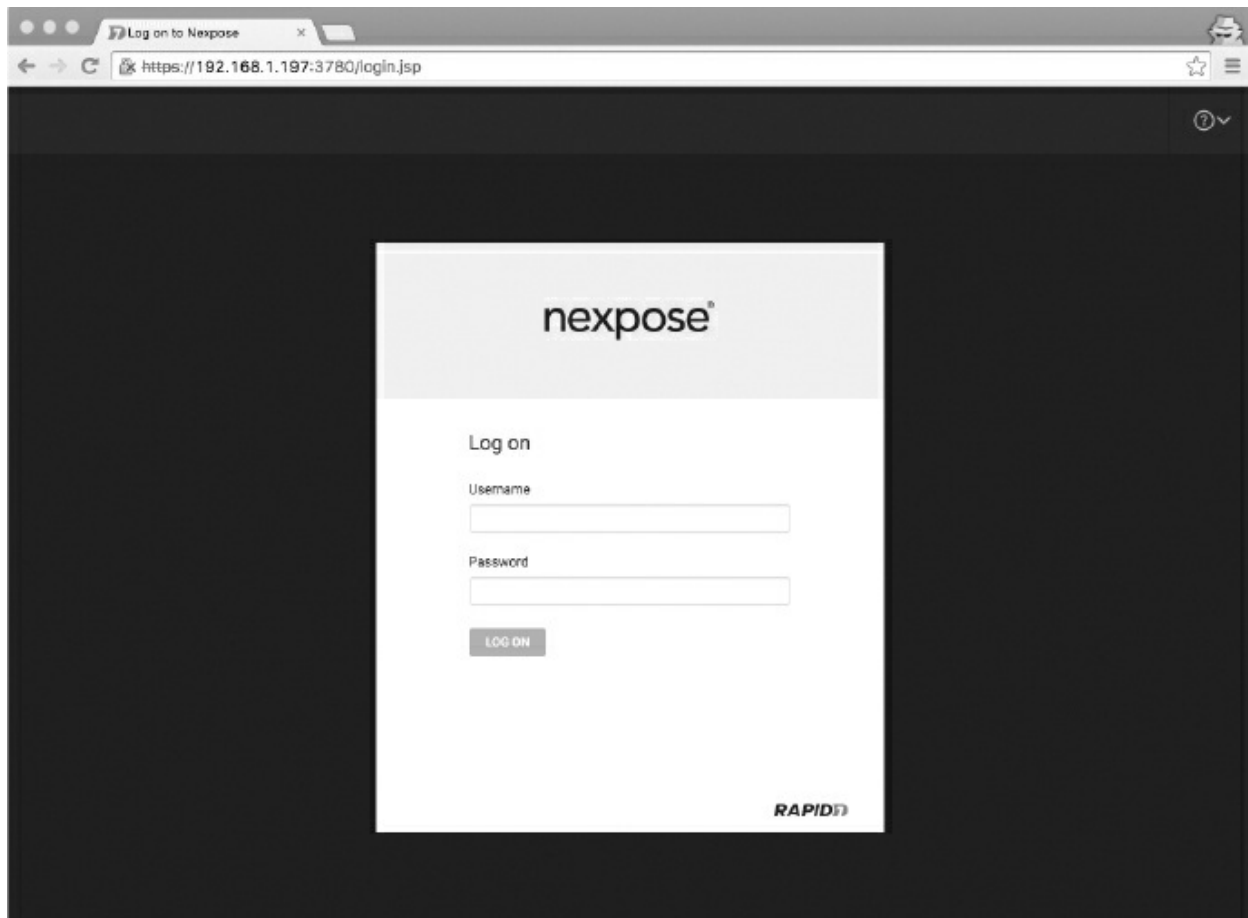 Log on to Nexpose
https://192.168.1.197:3780/login.jsp
nexpose®
Log on
Username
Password
LOG ON
RAPID7